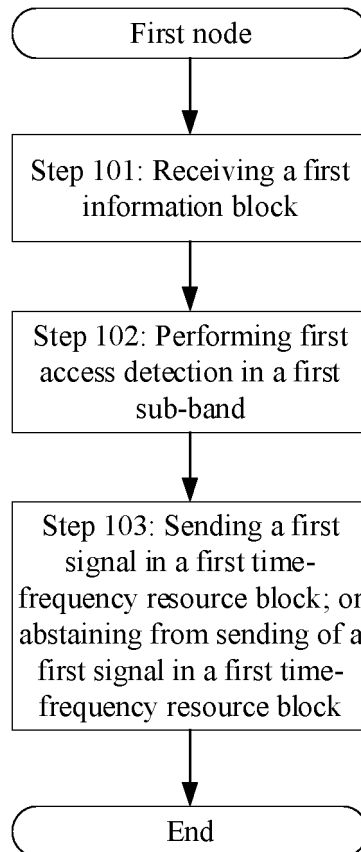 First node
Step 101: Receiving a first
information block
Step 102: Performing first
access detection in a first
sub-band
Step 103: Sending a first
signal in a first time-
frequency resource block; or
abstaining from sending of a
first signal in a first time-
frequency resource block
End